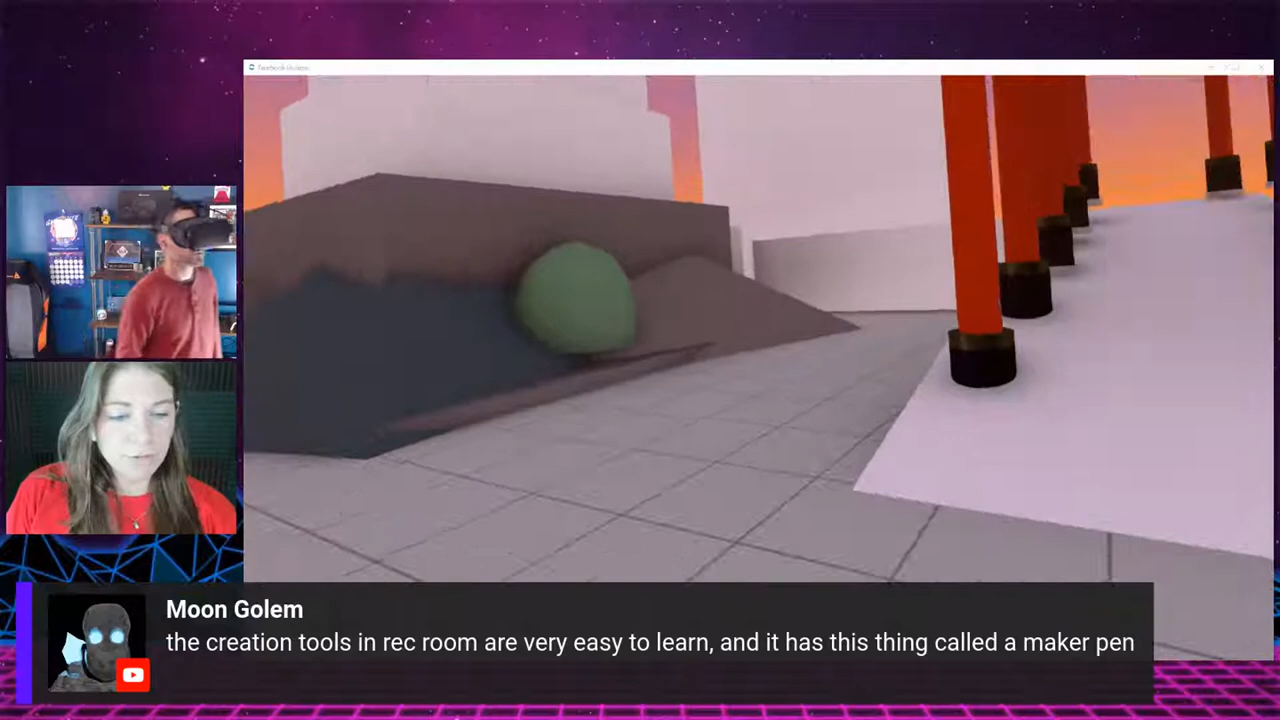 Moon Golem
the creation tools in rec room are very easy to learn, and it has this thing called a maker pen